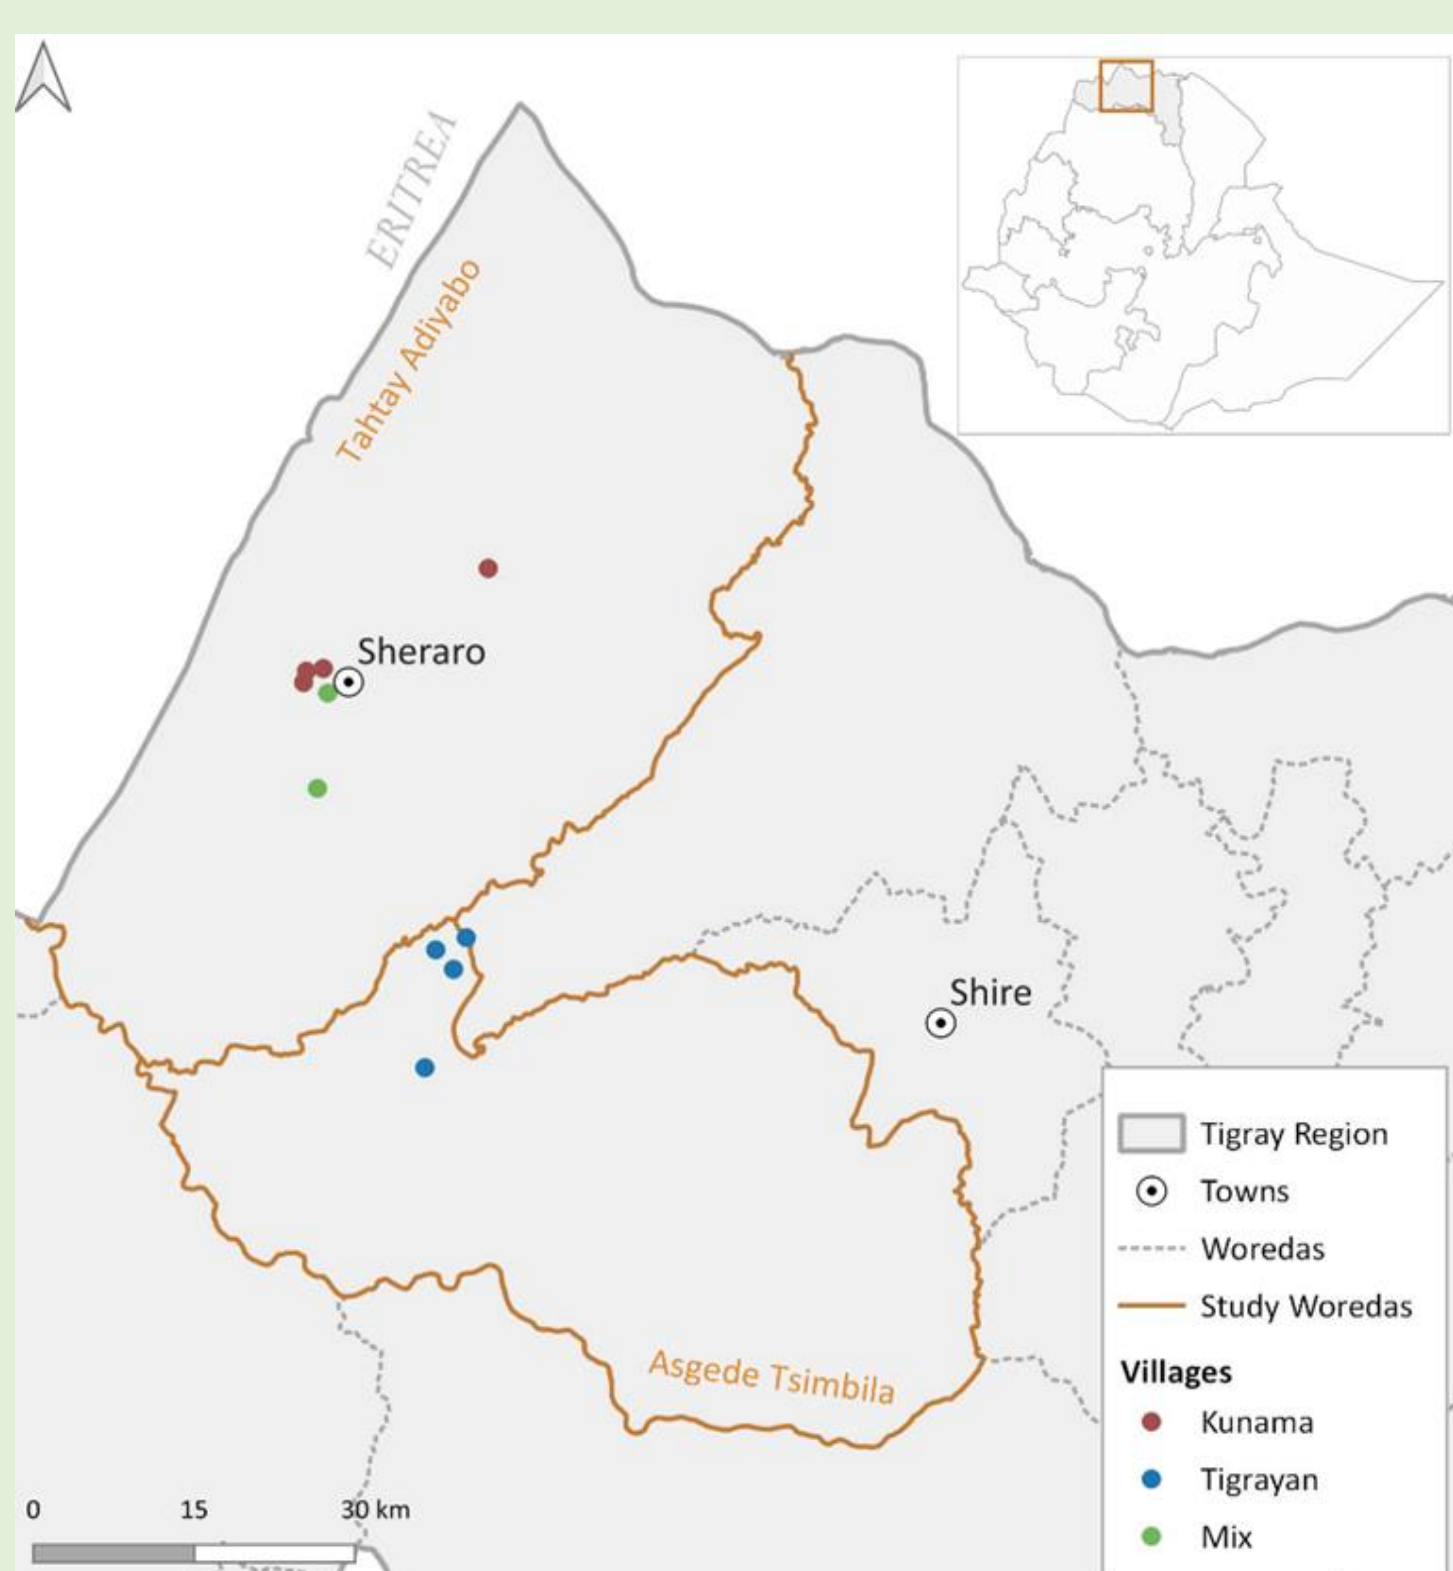 ERITREA
Tahtay Adiyabo
Sheraro
Shire
Asgede Tsimbila
Tigray Region
Towns
Woredas
Study Woredas
Villages
Kunama
Tigrayan
Mix
0 15 30 km